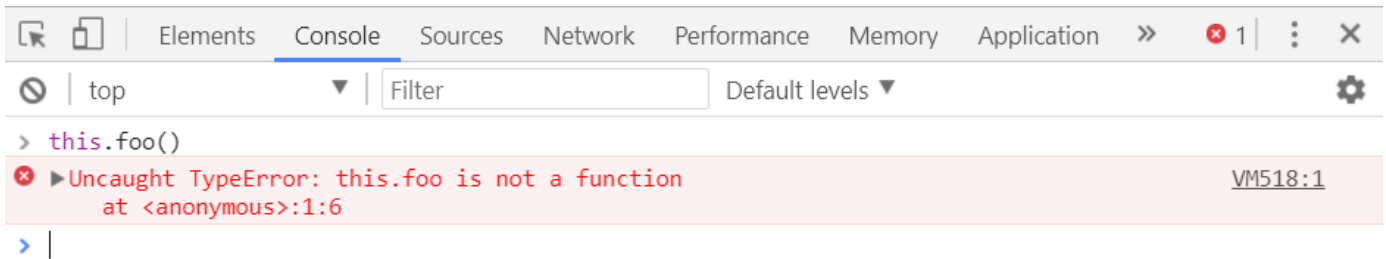 Elements Console Sources Network Performance Memory Application » 1
top Filter Default levels
> this.foo()
Uncaught TypeError: this.foo is not a function VM518:1
at <anonymous>:1:6
>